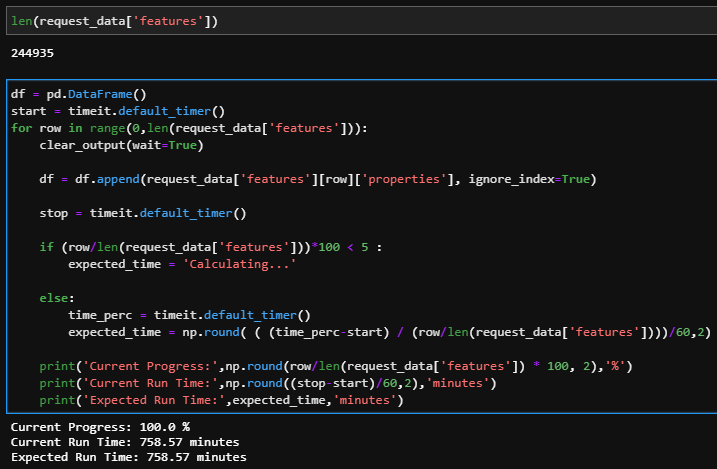 len(request_data['features'])
244935
df = pd.DataFrame()
start = timeit.default_timer()
for row in range(0,len(request_data['features'])):
    clear_output(wait=True)

    df = df.append(request_data['features'][row]['properties'], ignore_index=True)

    stop = timeit.default_timer()

    if (row/len(request_data['features']))*100 < 5 :
        expected_time = 'Calculating...'

    else:
        time_perc = timeit.default_timer()
        expected_time = np.round( ( (time_perc-start) / (row/len(request_data['features'])))/60,2)

    print('Current Progress:',np.round(row/len(request_data['features']) * 100, 2),'%')
    print('Current Run Time:',np.round((stop-start)/60,2),'minutes')
    print('Expected Run Time:',expected_time,'minutes')
Current Progress: 100.0 %
Current Run Time: 758.57 minutes
Expected Run Time: 758.57 minutes